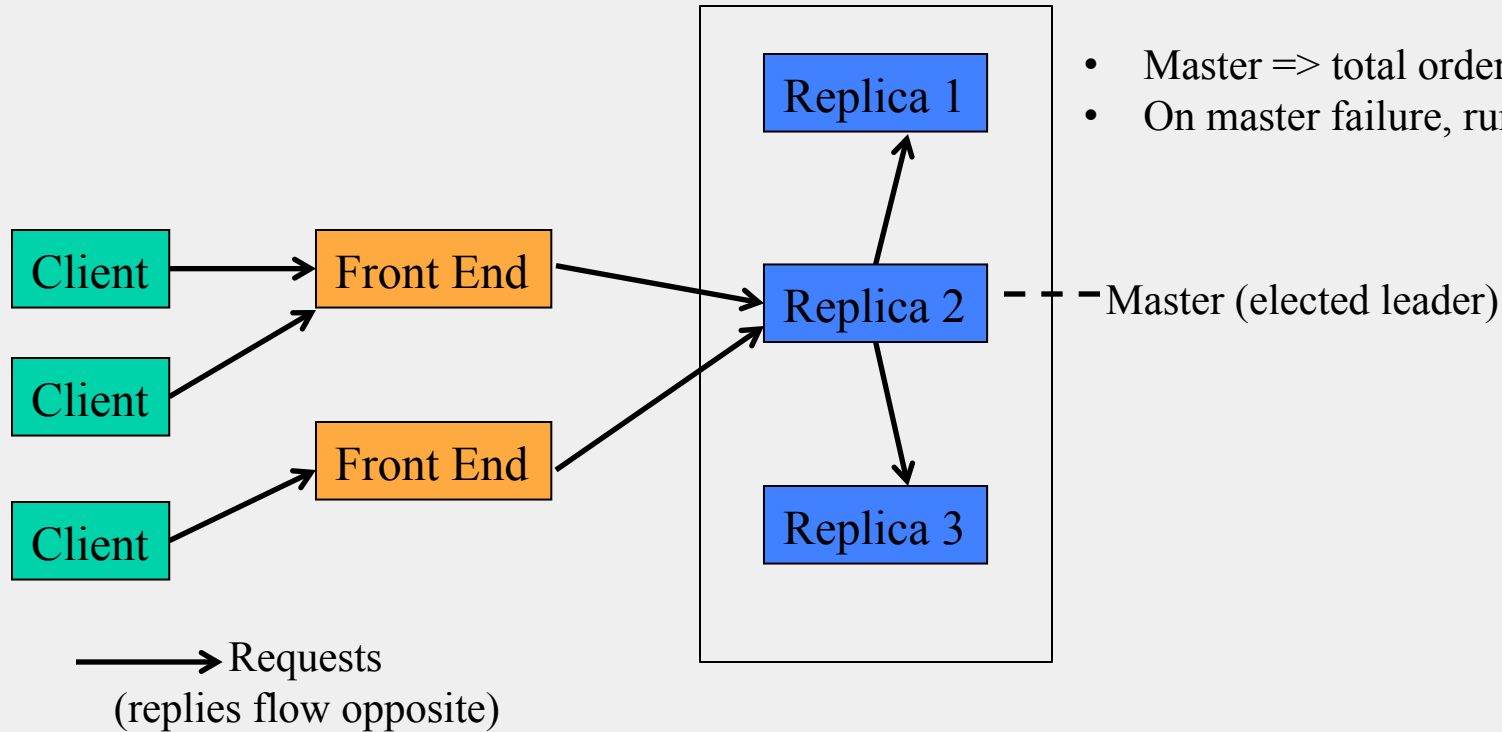 Replica 1
• Master => total order
• On master failure, run
Client
Front End
Replica 2
Master (elected leader)
Client
Front End
Replica 3
Client
Requests
(replies flow opposite)